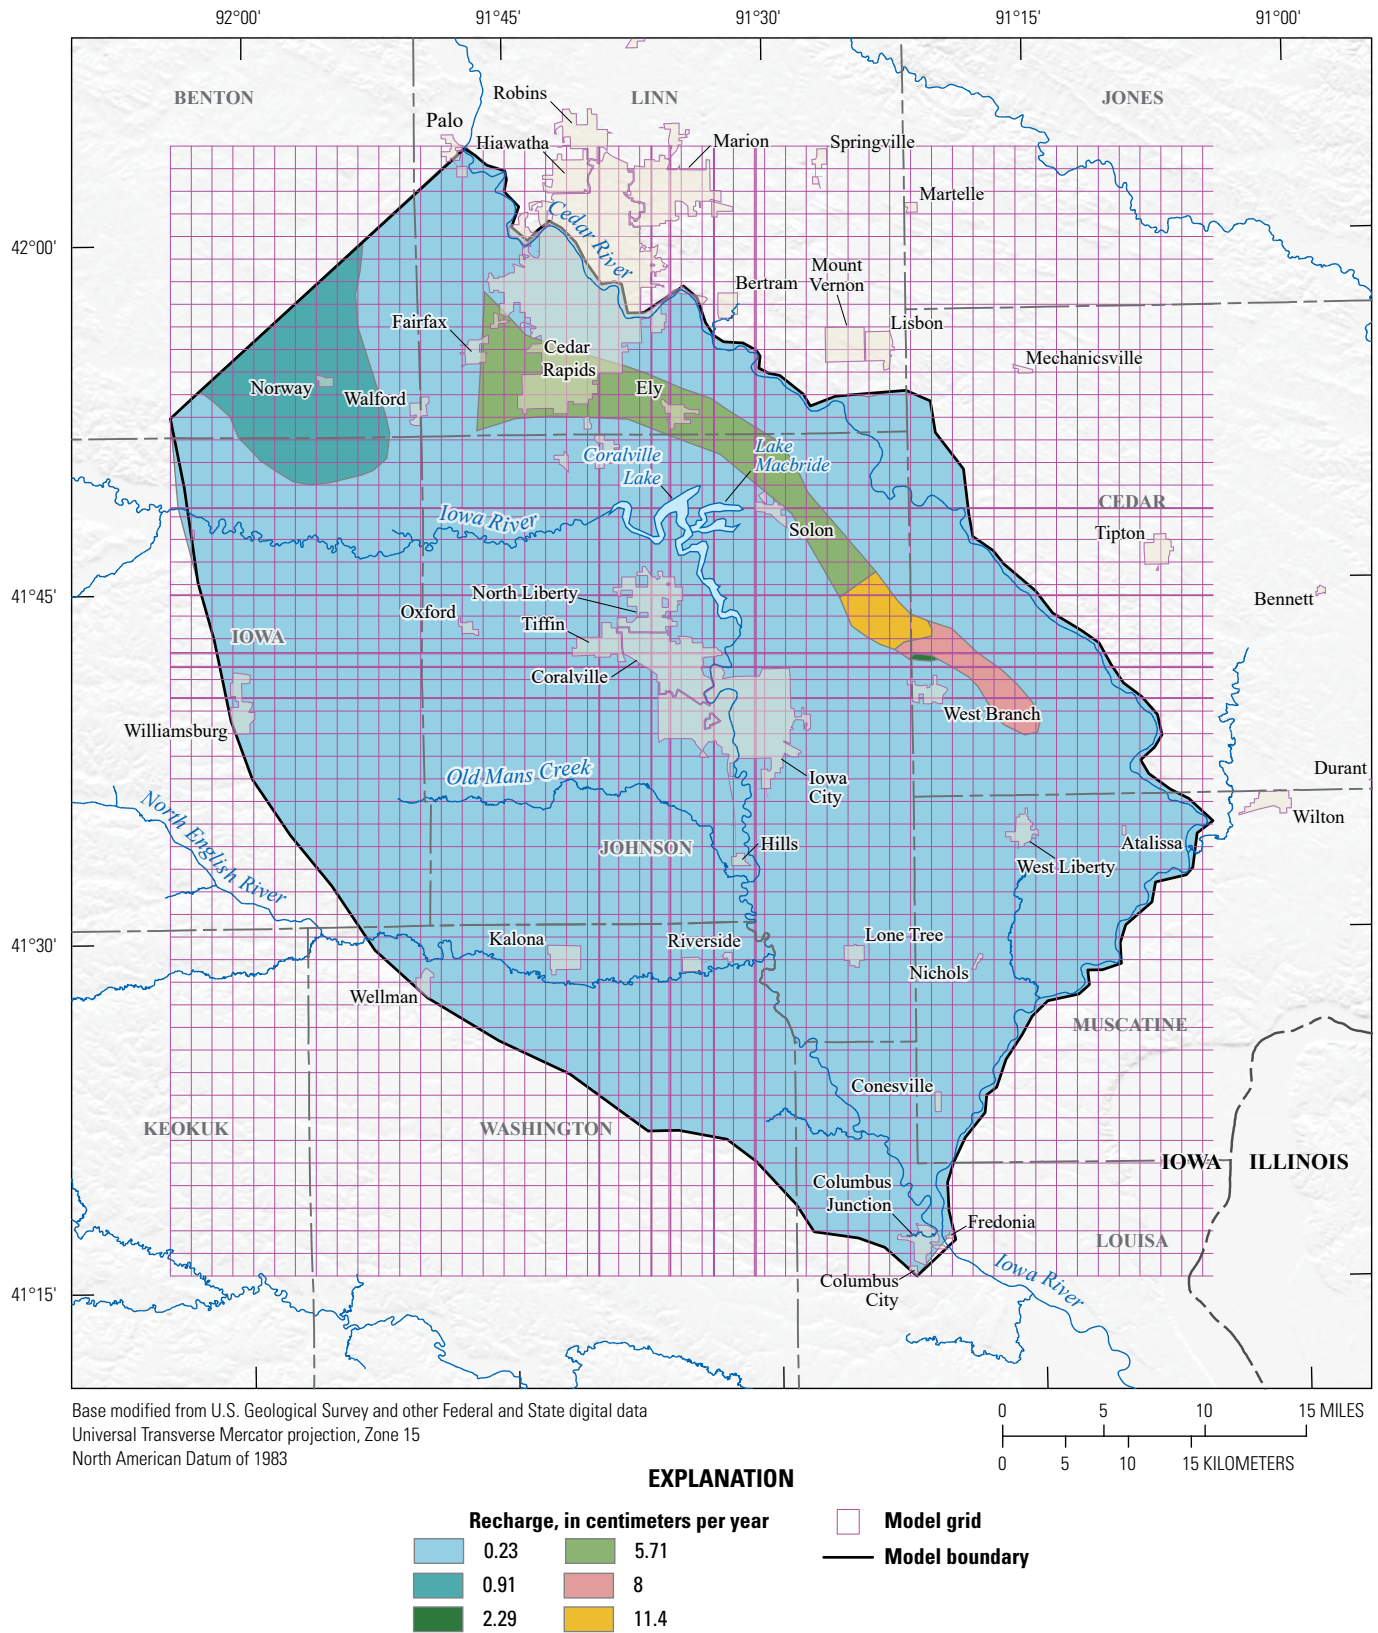 92°00'
91°45'
91°30'
91°15'
91°00'
BENTON
LINN
JONES
Robins
Palo
Hiawatha
Marion
Springville
Martelle
Cedar River
42°00'
Mount
Vernon
Bertram
Lisbon
Fairfax
Cedar
Rapids
Mechanicsville
Norway
Walford
Ely
Coralville
Lake
Lake
Macbride
CEDAR
Iowa River
Solon
Tipton
41°45'
North Liberty
Bennett
Oxford
Tiffin
IOWA
Coralville
West Branch
Williamsburg
Old Mans Creek
Iowa
City
Durant
North English River
Wilton
JOHNSON
Hills
Atalissa
West Liberty
41°30'
Kalona
Riverside
Lone Tree
Nichols
Wellman
MUSCATINE
Conesville
KEOKUK
WASHINGTON
IOWA
ILLINOIS
Columbus
Junction
Fredonia
LOUISA
Iowa River
Columbus
City
41°15'
Base modified from U.S. Geological Survey and other Federal and State digital data
Universal Transverse Mercator projection, Zone 15
North American Datum of 1983
0 5 10 15 MILES
0 5 10 15 KILOMETERS
EXPLANATION
Recharge, in centimeters per year
0.23
0.91
2.29
5.71
8
11.4
Model grid
Model boundary